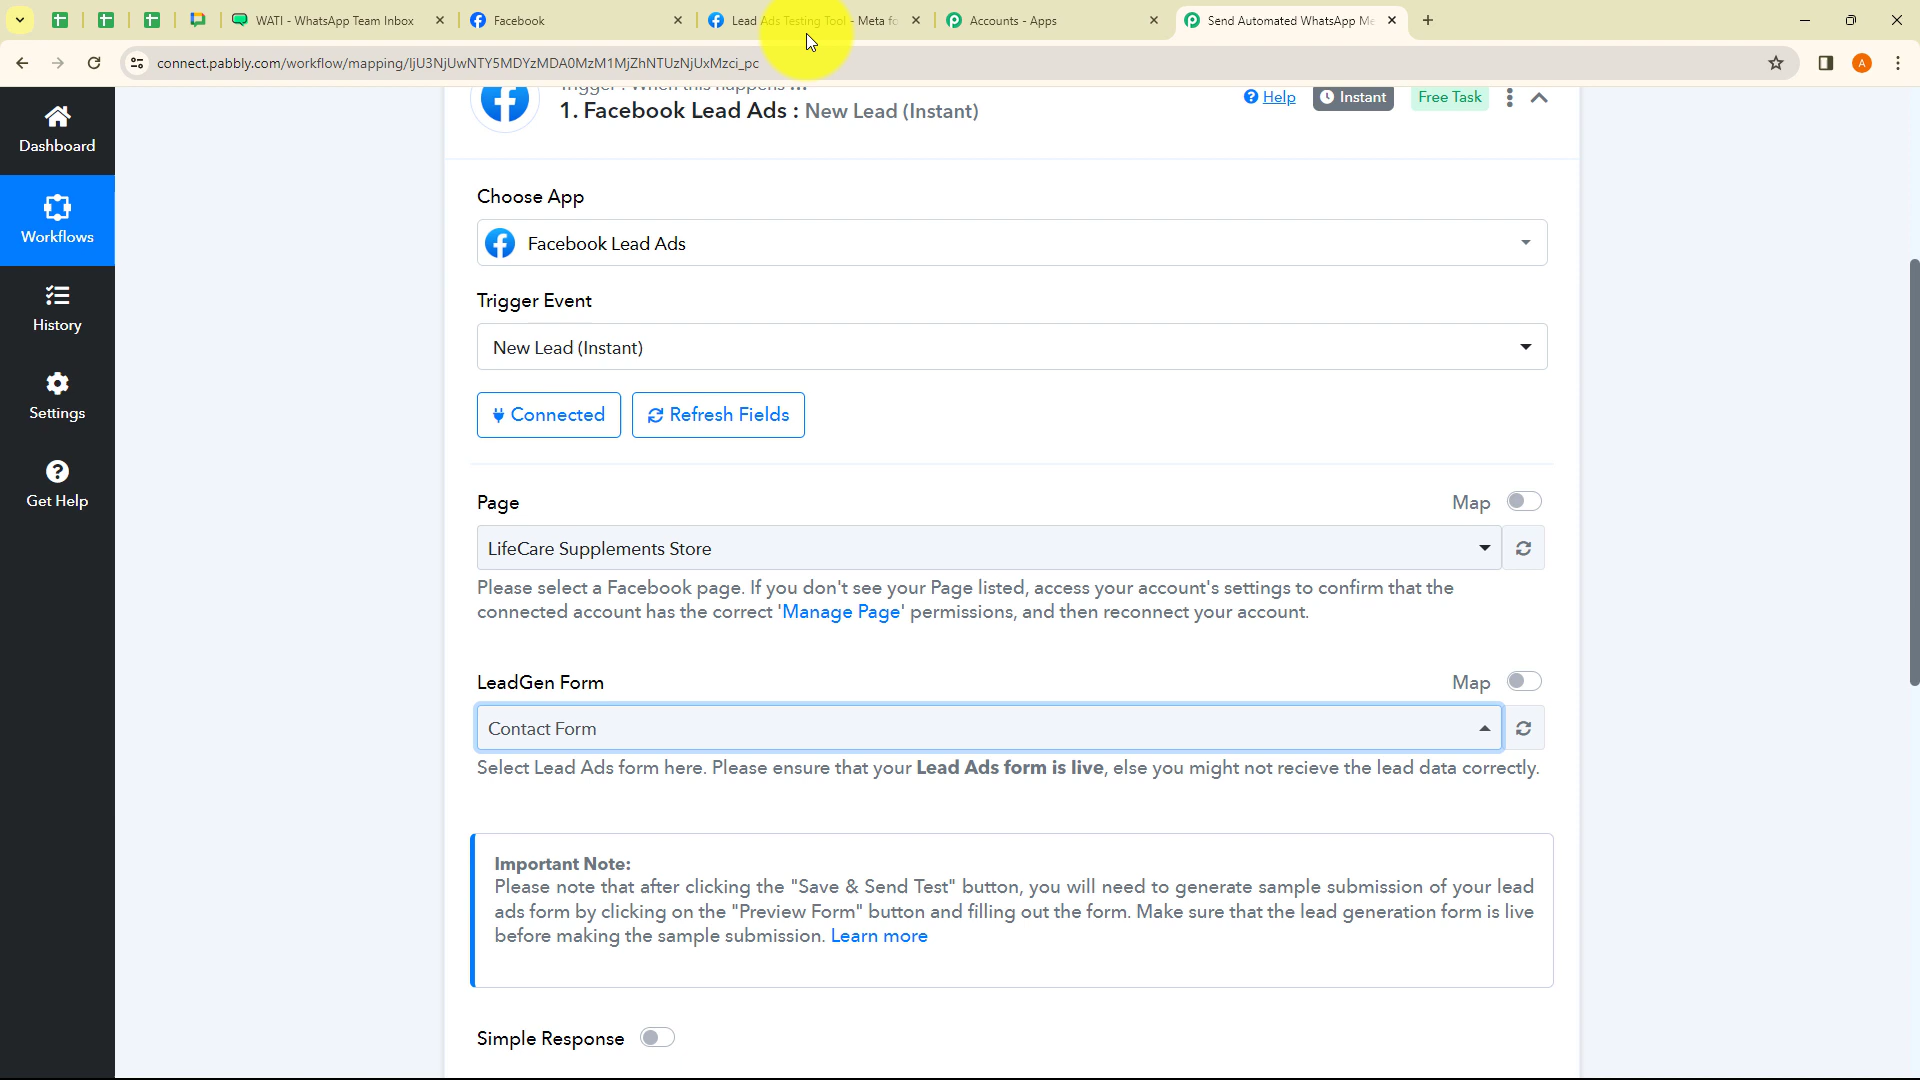 WATI - WhatsApp Team Inbox
Facebook
Lead Ads Testing Tool - Meta fo
Accounts - Apps
Send Automated WhatsApp Me
connect.pabbly.com/workflow/mapping/IjU3NjUwNTY5MDYzMDA0MzM1MjZhNTUzNjUxMzci_pc
A
Dashboard
Workflows
History
Settings
Get Help
Trigger : When this happens ...
1. Facebook Lead Ads : New Lead (Instant)
Help
Instant
Free Task
Choose App
Facebook Lead Ads
Trigger Event
New Lead (Instant)
Connected
Refresh Fields
Page
Map
LifeCare Supplements Store
Please select a Facebook page. If you don't see your Page listed, access your account's settings to confirm that the
connected account has the correct 'Manage Page' permissions, and then reconnect your account.
LeadGen Form
Map
Contact Form
Select Lead Ads form here. Please ensure that your Lead Ads form is live, else you might not recieve the lead data correctly.
Important Note:
Please note that after clicking the "Save & Send Test" button, you will need to generate sample submission of your lead
ads form by clicking on the "Preview Form" button and filling out the form. Make sure that the lead generation form is live
before making the sample submission. Learn more
Simple Response